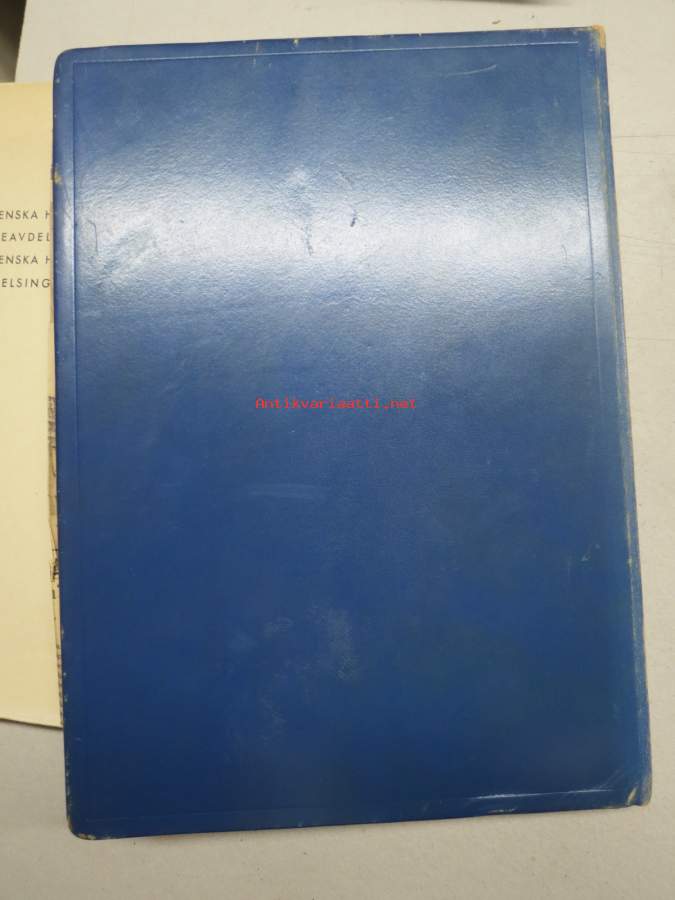 ENSKA H
EAVDEL
ENSKA H
ELSING
Antikvariaatti.net